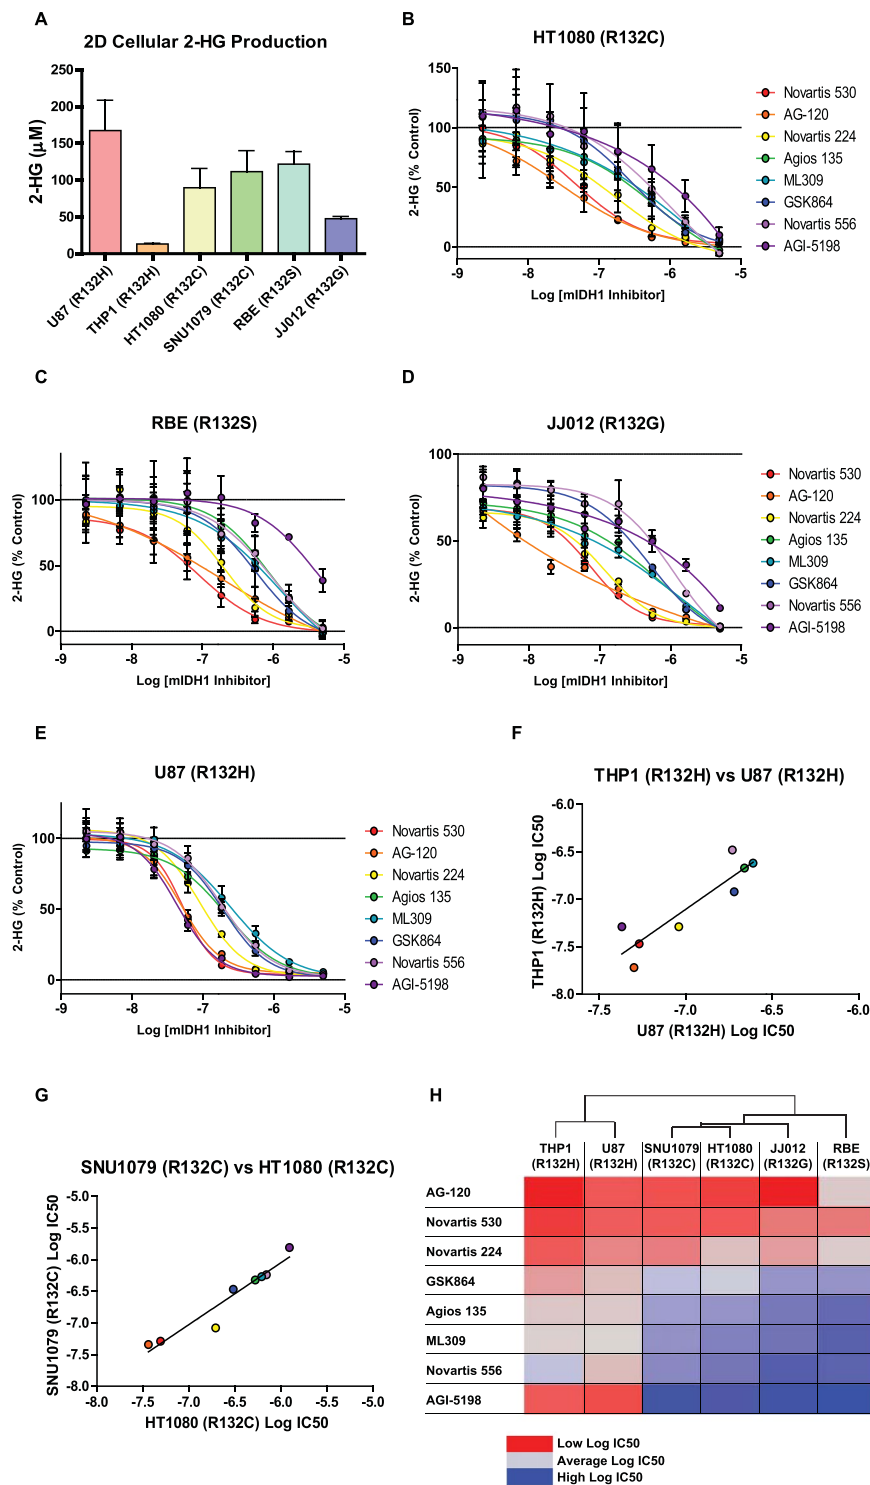 A
2D Cellular 2-HG Production
2-HG (µM)
250
200
150
100
50
0
U87 (R132H)
THP1 (R132H)
HT1080 (R132C)
SNU1079 (R132C)
RBE (R132S)
JJ012 (R132G)
B
HT1080 (R132C)
2-HG (% Control)
150
100
50
0
-9 -8 -7 -6 -5
Log [mIDH1 Inhibitor]
Novartis 530
AG-120
Novartis 224
Agios 135
ML309
GSK864
Novartis 556
AGI-5198
C
RBE (R132S)
2-HG (% Control)
100
50
0
-9 -8 -7 -6 -5
Log [mIDH1 Inhibitor]
D
JJ012 (R132G)
2-HG (% Control)
100
50
0
-9 -8 -7 -6 -5
Log [mIDH1 Inhibitor]
Novartis 530
AG-120
Novartis 224
Agios 135
ML309
GSK864
Novartis 556
AGI-5198
E
U87 (R132H)
2-HG (% Control)
100
50
0
-9 -8 -7 -6 -5
Log [mIDH1 Inhibitor]
Novartis 530
AG-120
Novartis 224
Agios 135
ML309
GSK864
Novartis 556
AGI-5198
F
THP1 (R132H) vs U87 (R132H)
THP1 (R132H) Log IC50
-6.0
-6.5
-7.0
-7.5
-8.0
-7.5 -7.0 -6.5 -6.0
U87 (R132H) Log IC50
G
SNU1079 (R132C) vs HT1080 (R132C)
SNU1079 (R132C) Log IC50
-5.0
-5.5
-6.0
-6.5
-7.0
-7.5
-8.0
-8.0 -7.5 -7.0 -6.5 -6.0 -5.5 -5.0
HT1080 (R132C) Log IC50
H
THP1 U87 SNU1079 HT1080 JJ012 RBE
(R132H) (R132H) (R132C) (R132C) (R132G) (R132S)
AG-120
Novartis 530
Novartis 224
GSK864
Agios 135
ML309
Novartis 556
AGI-5198
Low Log IC50
Average Log IC50
High Log IC50